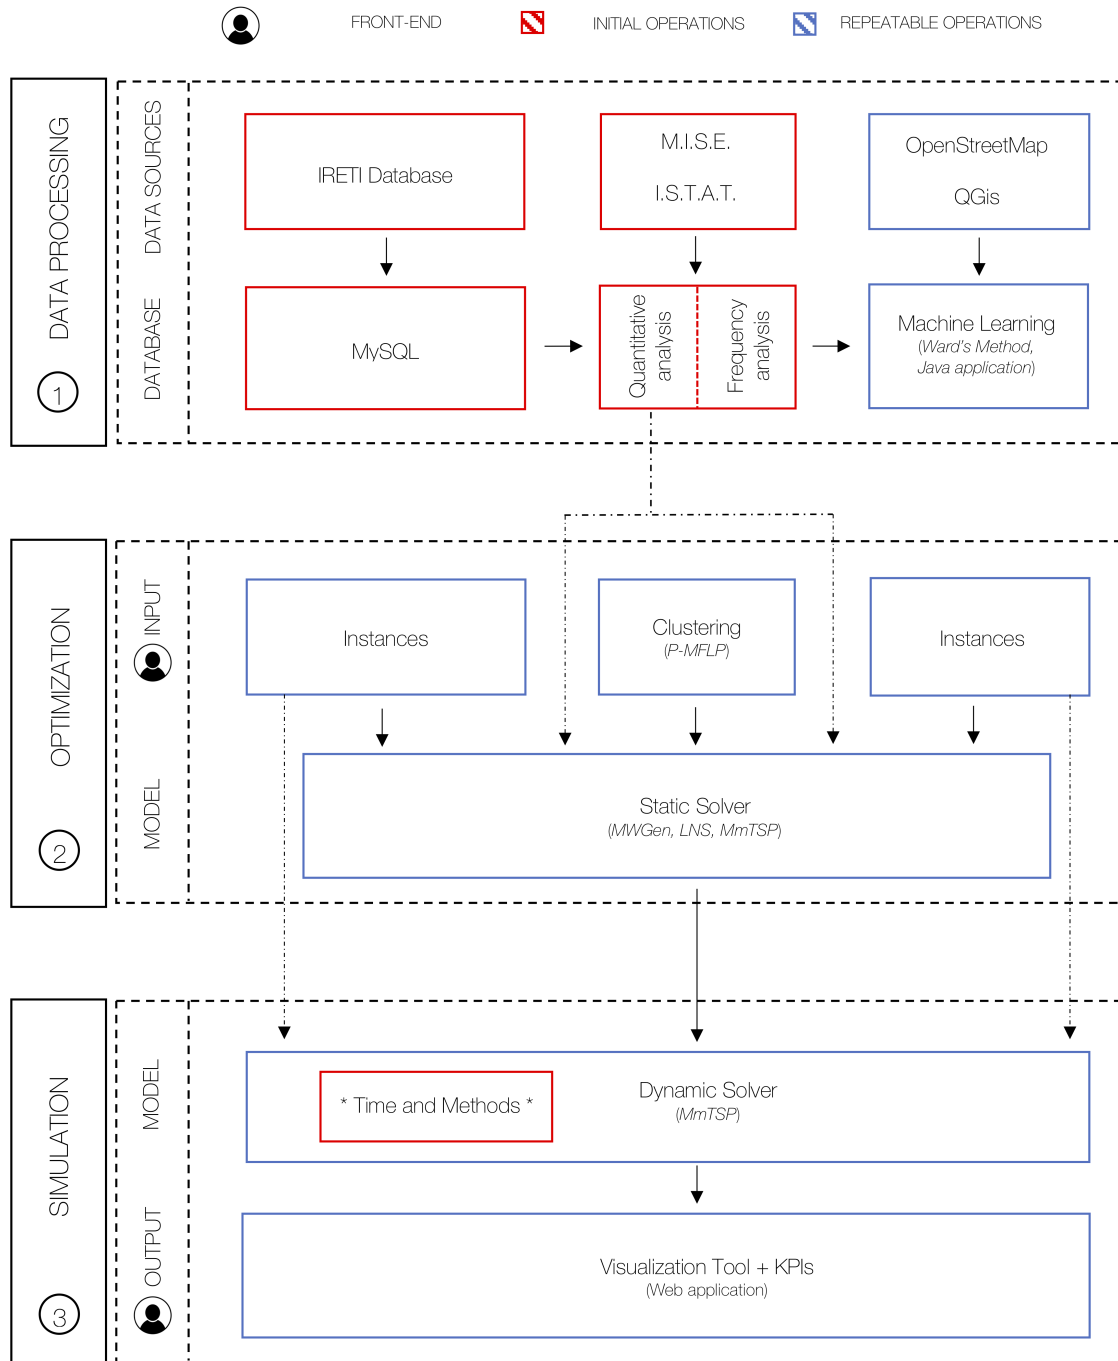 FRONT-END
INITIAL OPERATIONS
REPEATABLE OPERATIONS
DATA PROCESSING
1
DATA SOURCES
IRETI Database
M.I.S.E.
I.S.T.A.T.
OpenStreetMap
QGis
DATABASE
MySQL
Quantitative
analysis
Frequency
analysis
Machine Learning
(Ward's Method,
Java application)
OPTIMIZATION
2
INPUT
Instances
Clustering
(P-MFLP)
Instances
MODEL
Static Solver
(MWGen, LNS, MmTSP)
SIMULATION
3
MODEL
* Time and Methods *
Dynamic Solver
(MmTSP)
OUTPUT
Visualization Tool + KPIs
(Web application)